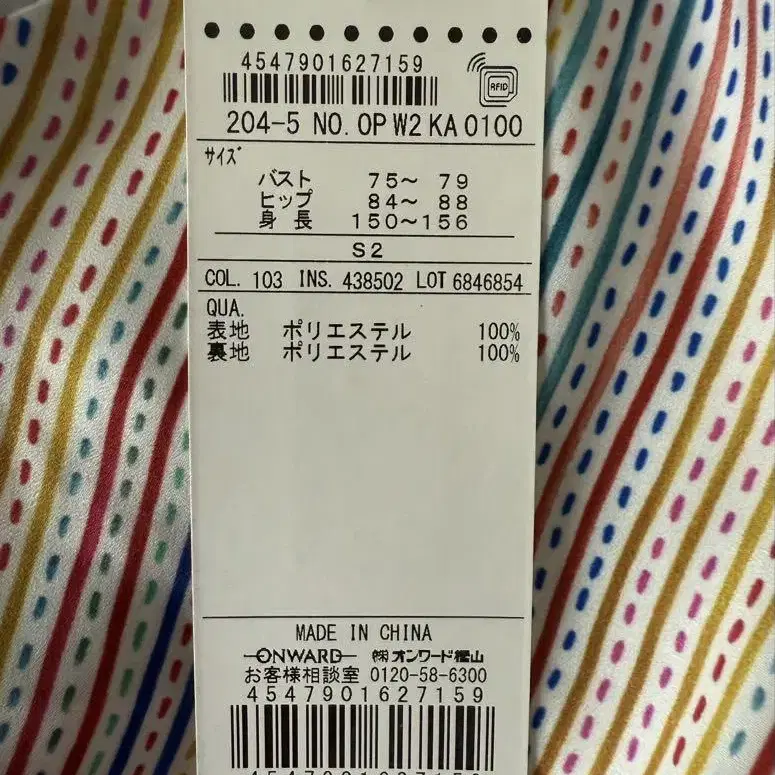 4547901627159
RFID
204-5 NO. OP W2 KA 0100
サイズ
バスト 75～ 79
ヒップ 84～ 88
身長 150～156
S2
COL. 103 INS. 438502 LOT 6846854
QUA.
表地 ポリエステル 100%
裏地 ポリエステル 100%
MADE IN CHINA
ONWARD ㈱オンワード樫山
お客様相談室 0120-58-6300
4547901627159
4547901627159